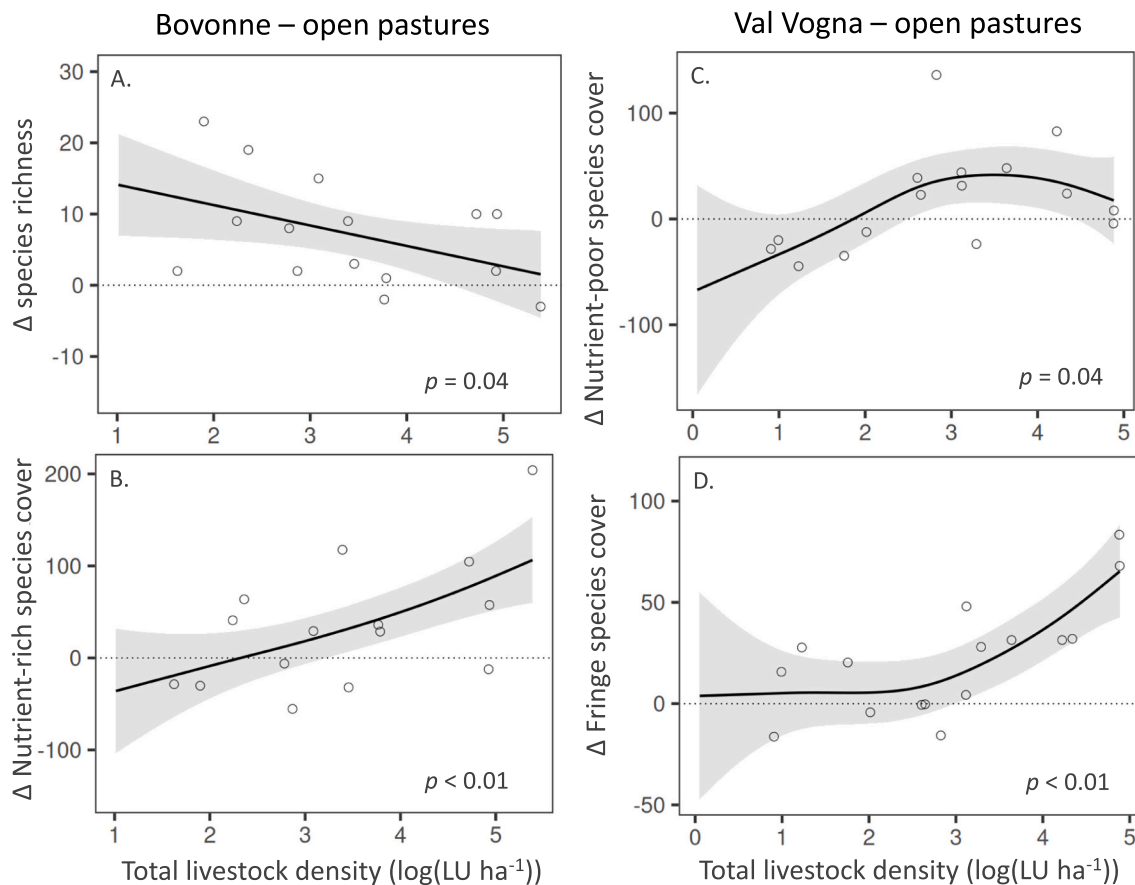 Bovonne – open pastures
Val Vogna – open pastures
A.
Δ species richness
30
20
10
0
-10
p = 0.04
1 2 3 4 5
C.
Δ Nutrient-poor species cover
100
0
-100
p = 0.04
0 1 2 3 4 5
B.
Δ Nutrient-rich species cover
200
100
0
-100
p < 0.01
1 2 3 4 5
Total livestock density (log(LU ha⁻¹))
D.
Δ Fringe species cover
100
50
0
-50
p < 0.01
0 1 2 3 4 5
Total livestock density (log(LU ha⁻¹))